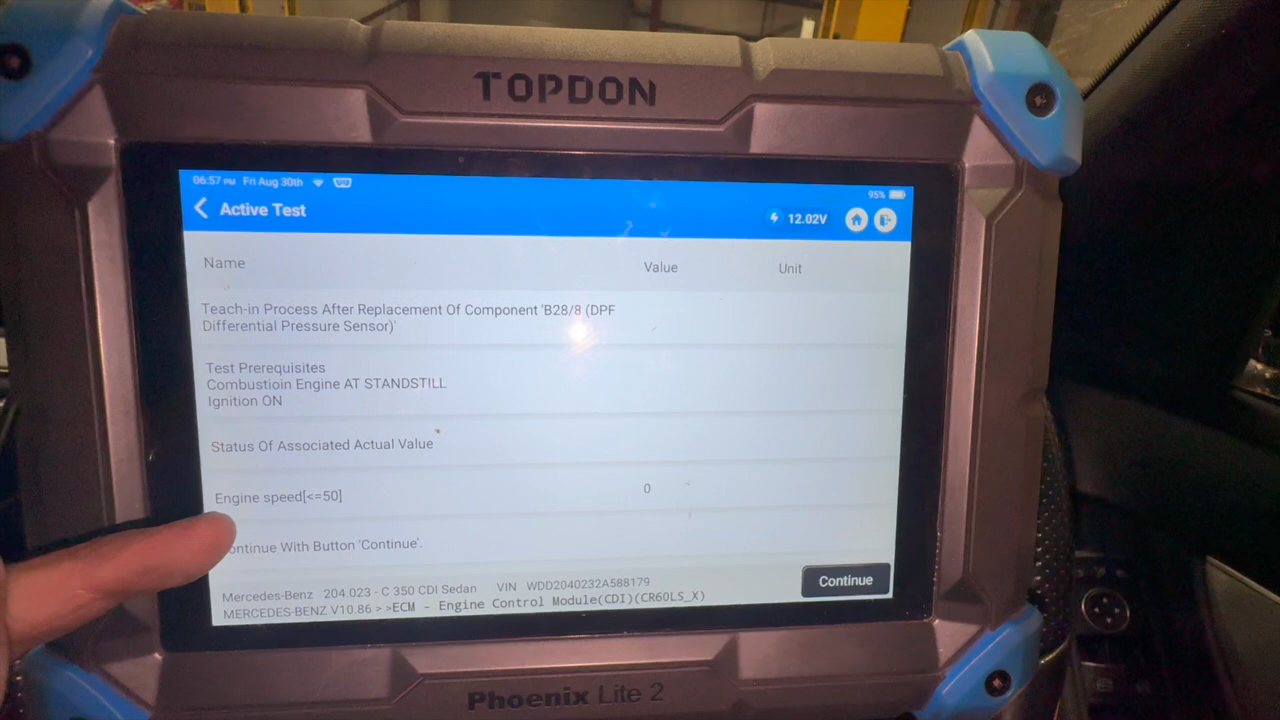 TOPDON
06:57 PM Fri Aug 30th
95%
Active Test
12.02V
Name Value Unit
Teach-in Process After Replacement Of Component 'B28/8 (DPF
Differential Pressure Sensor)'
Test Prerequisites
Combustioin Engine AT STANDSTILL
Ignition ON
Status Of Associated Actual Value
Engine speed[<=50] 0
ontinue With Button 'Continue'.
Continue
Mercedes-Benz 204.023 - C 350 CDI Sedan VIN WDD2040232A588179
MERCEDES-BENZ V10.86 > >ECM - Engine Control Module(CDI)(CR60LS_X)
Phoenix Lite 2